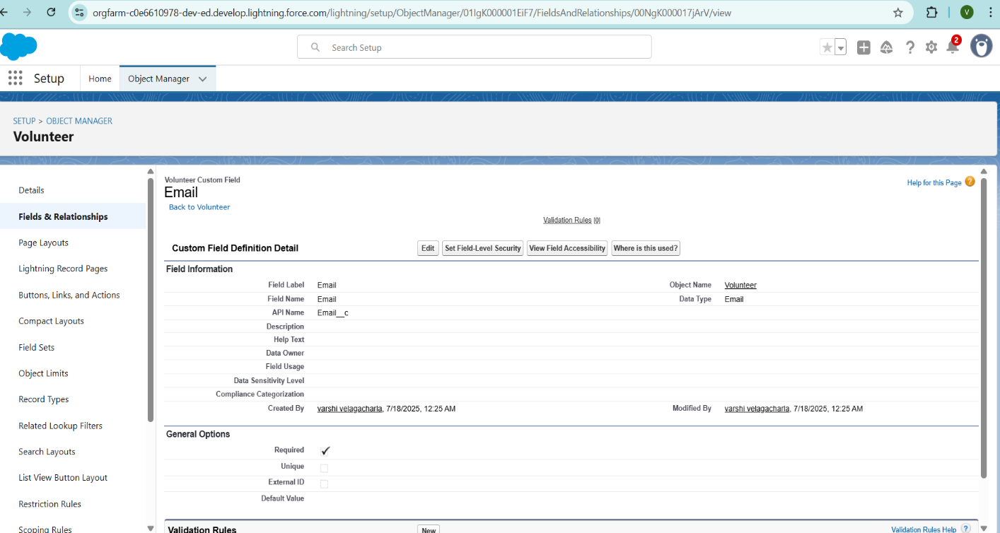 orgfarm-c0e6610978-dev-ed.develop.lightning.force.com/lightning/setup/ObjectManager/01IgK000001EiF7/FieldsAndRelationships/00NgK000017jArV/view
V
Search Setup
2
Setup Home Object Manager
SETUP > OBJECT MANAGER
Volunteer
Details
Fields & Relationships
Page Layouts
Lightning Record Pages
Buttons, Links, and Actions
Compact Layouts
Field Sets
Object Limits
Record Types
Related Lookup Filters
Search Layouts
List View Button Layout
Restriction Rules
Scoping Rules
Volunteer Custom Field
Email
Help for this Page ?
Back to Volunteer
Validation Rules [0]
Custom Field Definition Detail Edit Set Field-Level Security View Field Accessibility Where is this used?
Field Information
Field Label Email Object Name Volunteer
Field Name Email Data Type Email
API Name Email__c
Description
Help Text
Data Owner
Field Usage
Data Sensitivity Level
Compliance Categorization
Created By varshi velagacharla, 7/18/2025, 12:25 AM Modified By varshi velagacharla, 7/18/2025, 12:25 AM
General Options
Required
Unique
External ID
Default Value
Validation Rules New Validation Rules Help ?